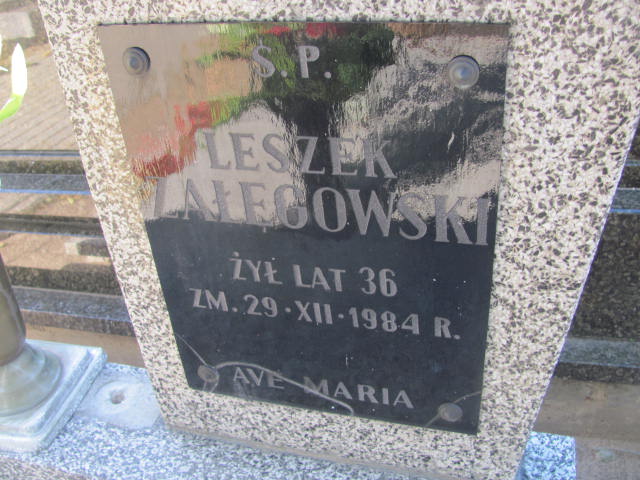 Ś.P.
LESZEK
ZAŁĘGOWSKI
ŻYŁ LAT 36
ZM. 29·XII·1984 R.
AVE MARIA